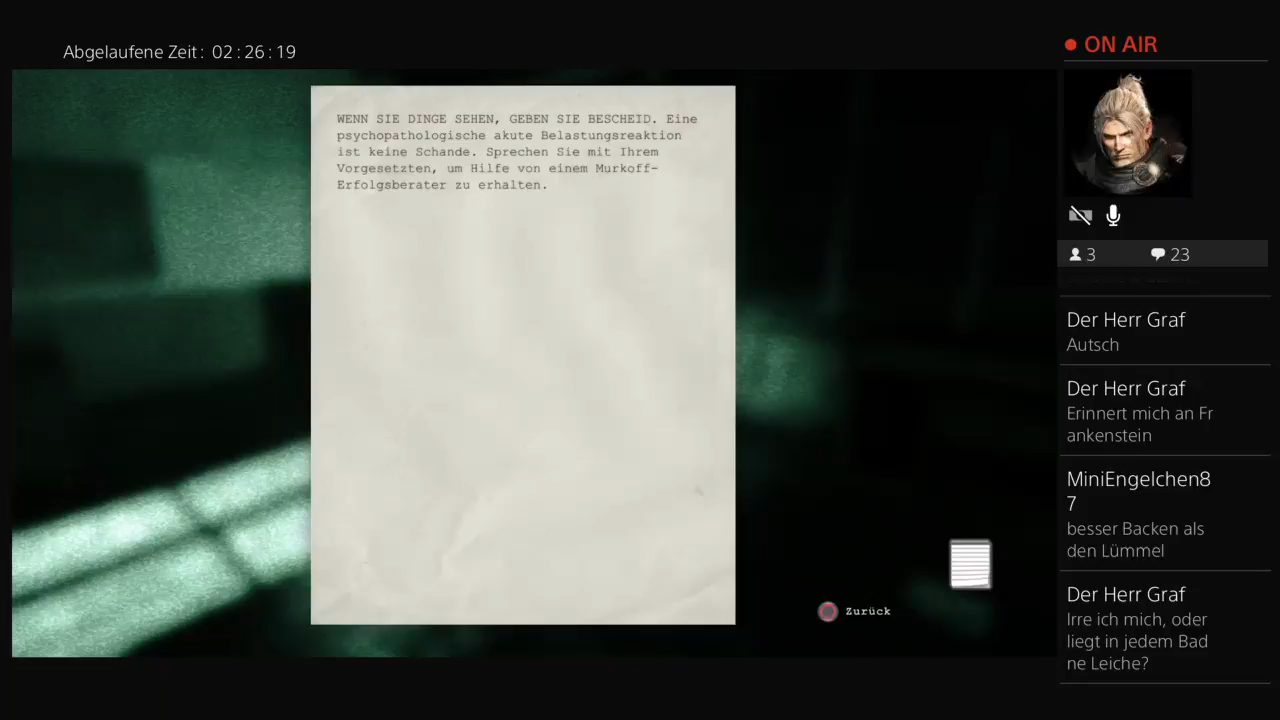 Abgelaufene Zeit: 02:26:19
WENN SIE DINGE SEHEN, GEBEN SIE BESCHEID. Eine
psychopathologische akute Belastungsreaktion
ist keine Schande. Sprechen Sie mit Ihrem
Vorgesetzten, um Hilfe von einem Murkoff-
Erfolgsberater zu erhalten.
Zurück
ON AIR
3
23
Der Herr Graf
Autsch
Der Herr Graf
Erinnert mich an Fr
ankenstein
MiniEngelchen8
7
besser Backen als
den Lümmel
Der Herr Graf
Irre ich mich, oder
liegt in jedem Bad
ne Leiche?